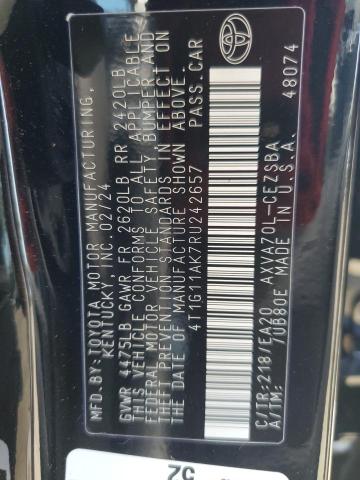 MFD.BY:TOYOTA MOTOR MANUFACTURING,
KENTUCKY, INC. 02/24
GVWR 4475LB GAWR FR 2620LB RR 2420LB
THIS VEHICLE CONFORMS TO ALL APPLICABLE
FEDERAL MOTOR VEHICLE SAFETY, BUMPER, AND
THEFT PREVENTION STANDARDS IN EFFECT ON
THE DATE OF MANUFACTURE SHOWN ABOVE.
4T1G11AK7RU242657 PASS.CAR
C/TR:218/EA20 AXVA70L-CEZSBA
A/TM: /UB80E MADE IN U.S.A. 48074
52